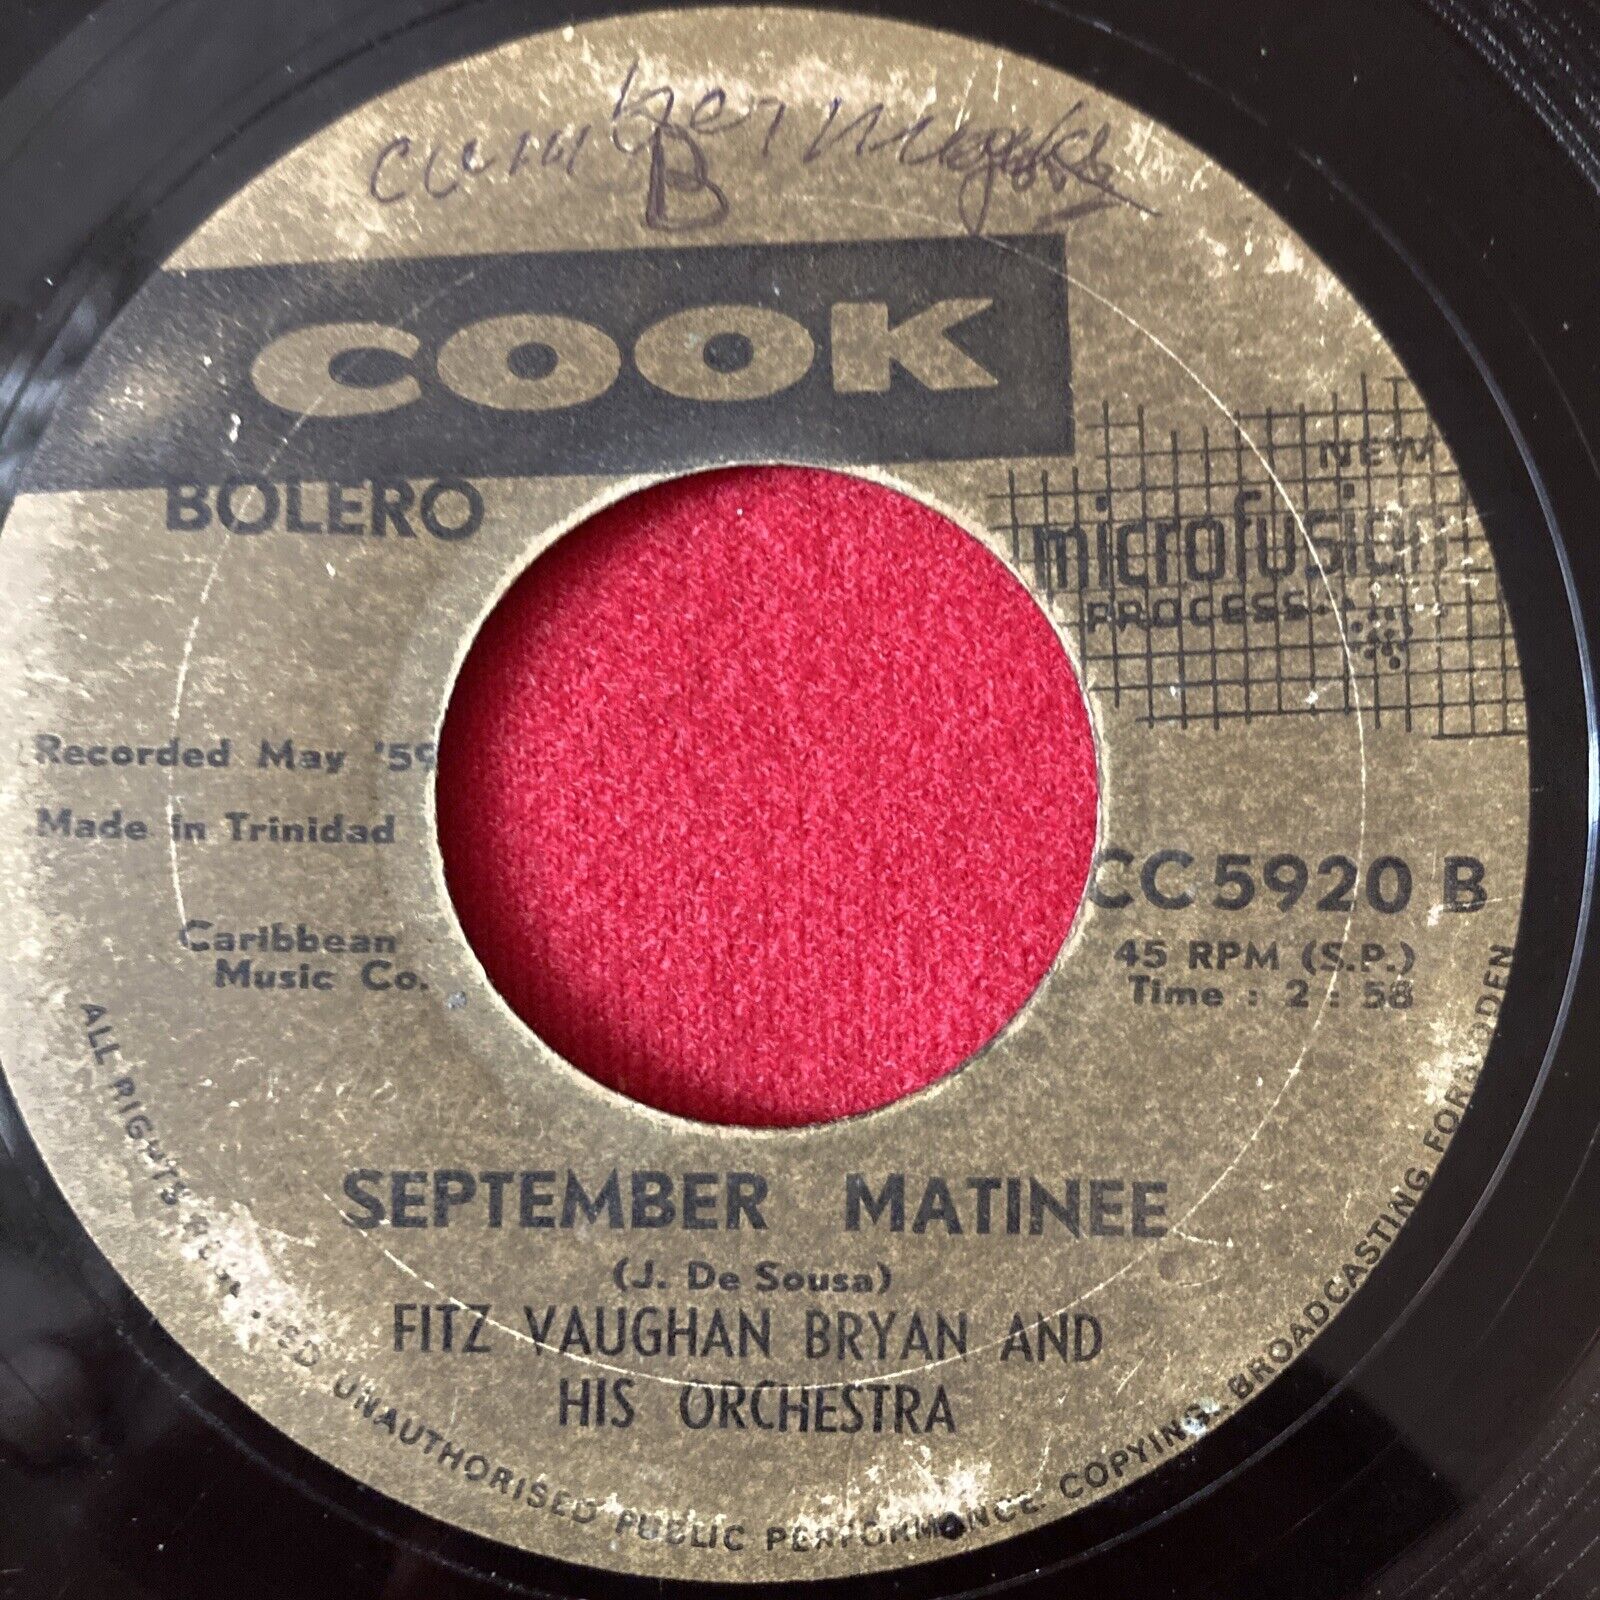 B
COOK
BOLERO
NEW
microfusion
PROCESS
Recorded May '59
Made in Trinidad
Caribbean
Music Co.
CC 5920 B
45 RPM (S.P.)
Time : 2 : 58
SEPTEMBER MATINEE
(J. De Sousa)
FITZ VAUGHAN BRYAN AND
HIS ORCHESTRA
ALL RIGHTS RESERVED UNAUTHORISED PUBLIC PERFORMANCE. COPYING. BROADCASTING FORBIDDEN